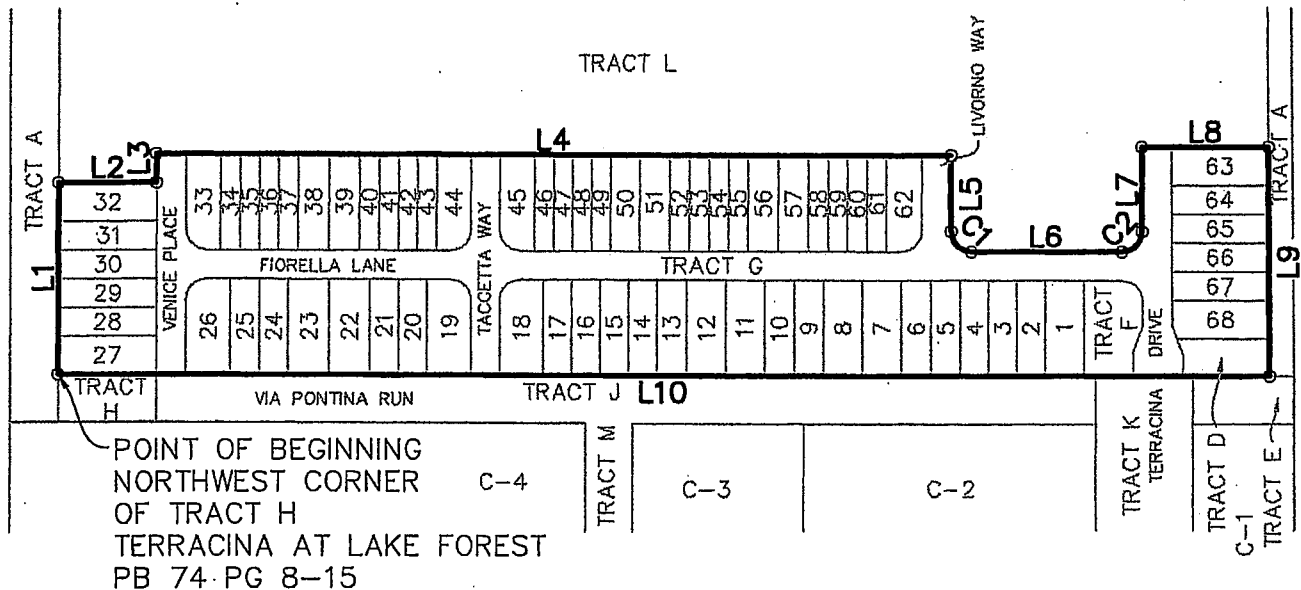 TRACT A
TRACT L
LIVORNO WAY
TRACT A
L1
L2
L3
L4
L5
C1
L6
C2
L7
L8
L9
32
31
30
29
28
27
VENICE PLACE
33
34
35
36
37
38
39
40
41
42
43
44
TACCETTA WAY
45
46
47
48
49
50
51
52
53
54
55
56
57
58
59
60
61
62
63
64
65
66
67
68
FIORELLA LANE
TRACT G
26
25
24
23
22
21
20
19
18
17
16
15
14
13
12
11
10
9
8
7
6
5
4
3
2
1
TRACT
F
DRIVE
TRACT
H
VIA PONTINA RUN
TRACT J
L10
POINT OF BEGINNING
NORTHWEST CORNER
OF TRACT H
TERRACINA AT LAKE FOREST
PB 74 PG 8-15
C-4
TRACT M
C-3
C-2
TRACT K
TERRACINA
TRACT D
C-1
TRACT E